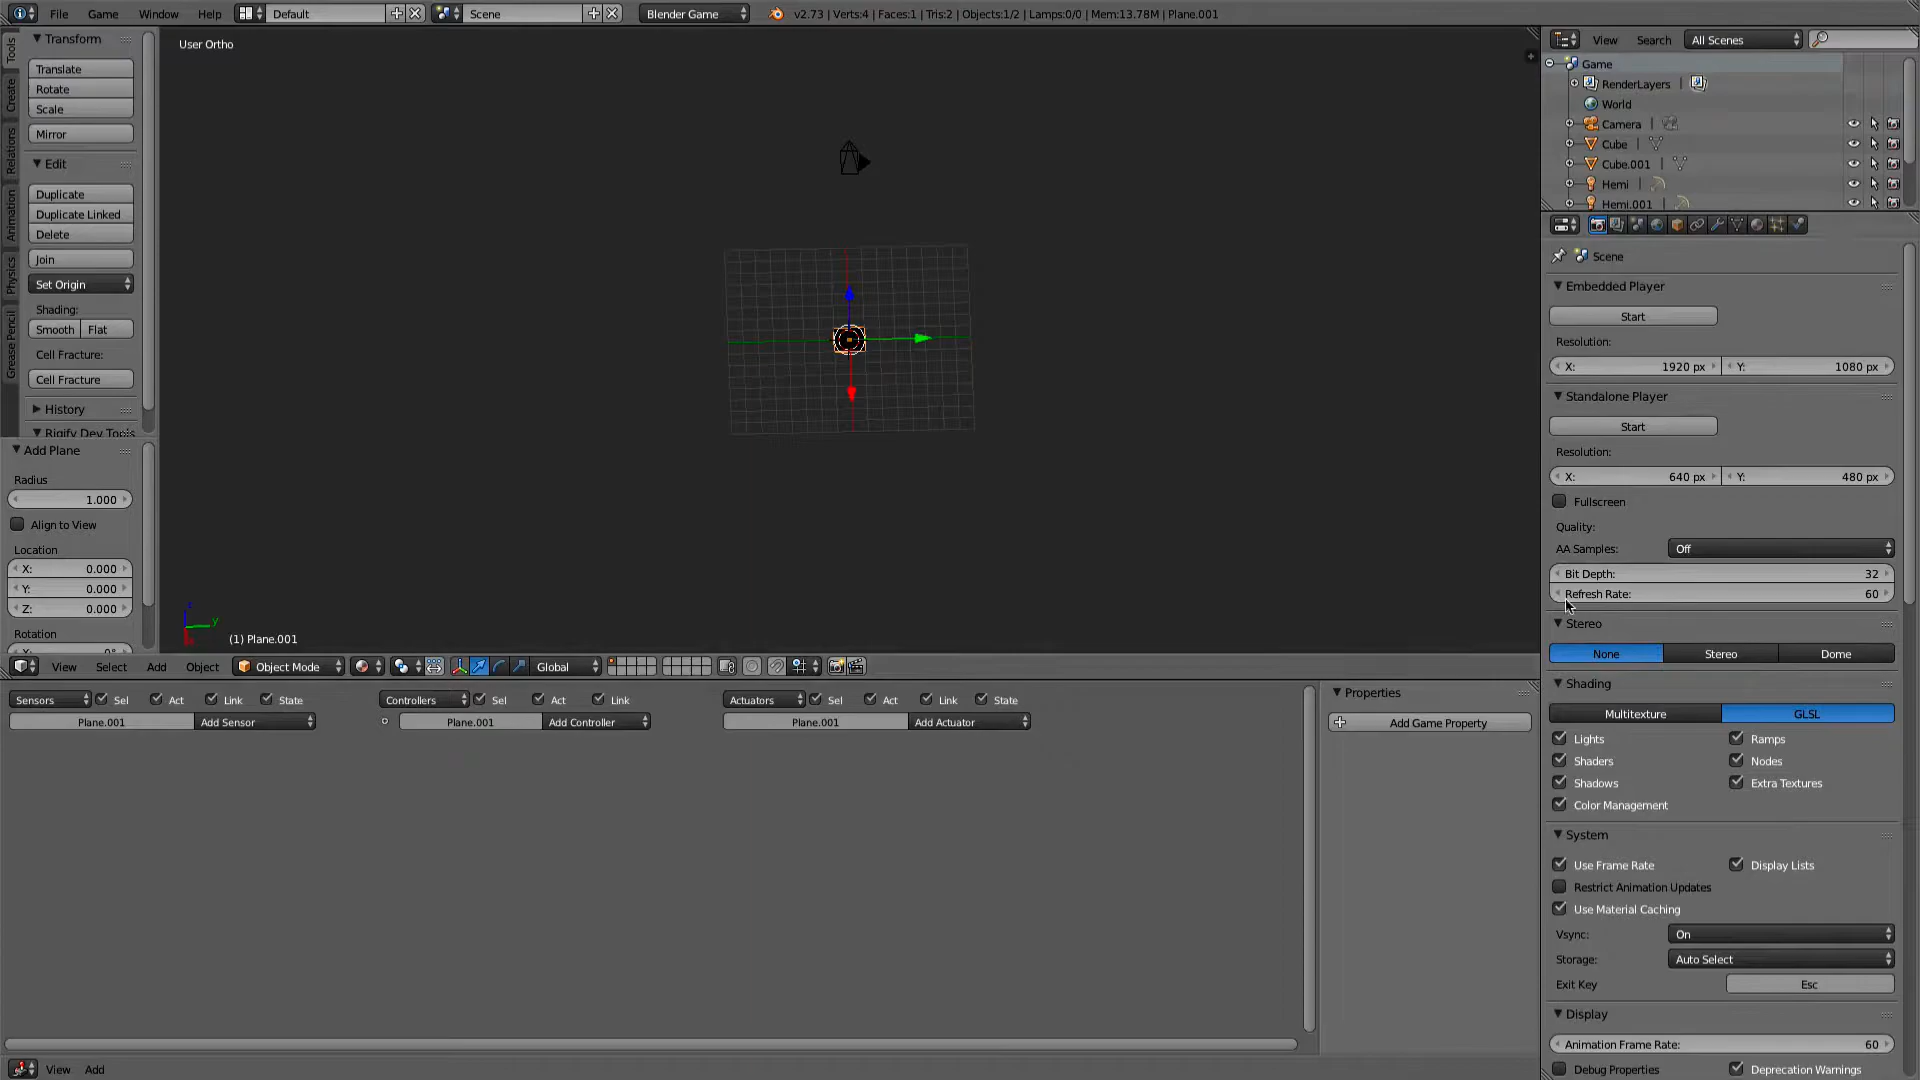 File Game Window Help Default Scene Blender Game v2.73 | Verts:4 | Faces:1 | Tris:2 | Objects:1/2 | Lamps:0/0 | Mem:13.78M | Plane.001
Tools
Create
Relations
Animation
Physics
Grease Pencil
Transform
Translate
Rotate
Scale
Mirror
Edit
Duplicate
Duplicate Linked
Delete
Join
Set Origin
Shading:
Smooth Flat
Cell Fracture:
Cell Fracture
History
Rigify Dev Tools
Add Plane
Radius
1.000
Align to View
Location
X: 0.000
Y: 0.000
Z: 0.000
Rotation
User Ortho
z
y
(1) Plane.001
View Select Add Object Object Mode Global
Sensors Sel Act Link State Controllers Sel Act Link Actuators Sel Act Link State
Plane.001 Add Sensor Plane.001 Add Controller Plane.001 Add Actuator
Properties
Add Game Property
View Add
View Search All Scenes
Game
RenderLayers |
World
Camera |
Cube |
Cube.001 |
Hemi |
Hemi.001 |
Scene
Embedded Player
Start
Resolution:
X: 1920 px Y: 1080 px
Standalone Player
Start
Resolution:
X: 640 px Y: 480 px
Fullscreen
Quality:
AA Samples: Off
Bit Depth: 32
Refresh Rate: 60
Stereo
None Stereo Dome
Shading
Multitexture GLSL
Lights Ramps
Shaders Nodes
Shadows Extra Textures
Color Management
System
Use Frame Rate Display Lists
Restrict Animation Updates
Use Material Caching
Vsync: On
Storage: Auto Select
Exit Key Esc
Display
Animation Frame Rate: 60
Debug Properties Deprecation Warnings